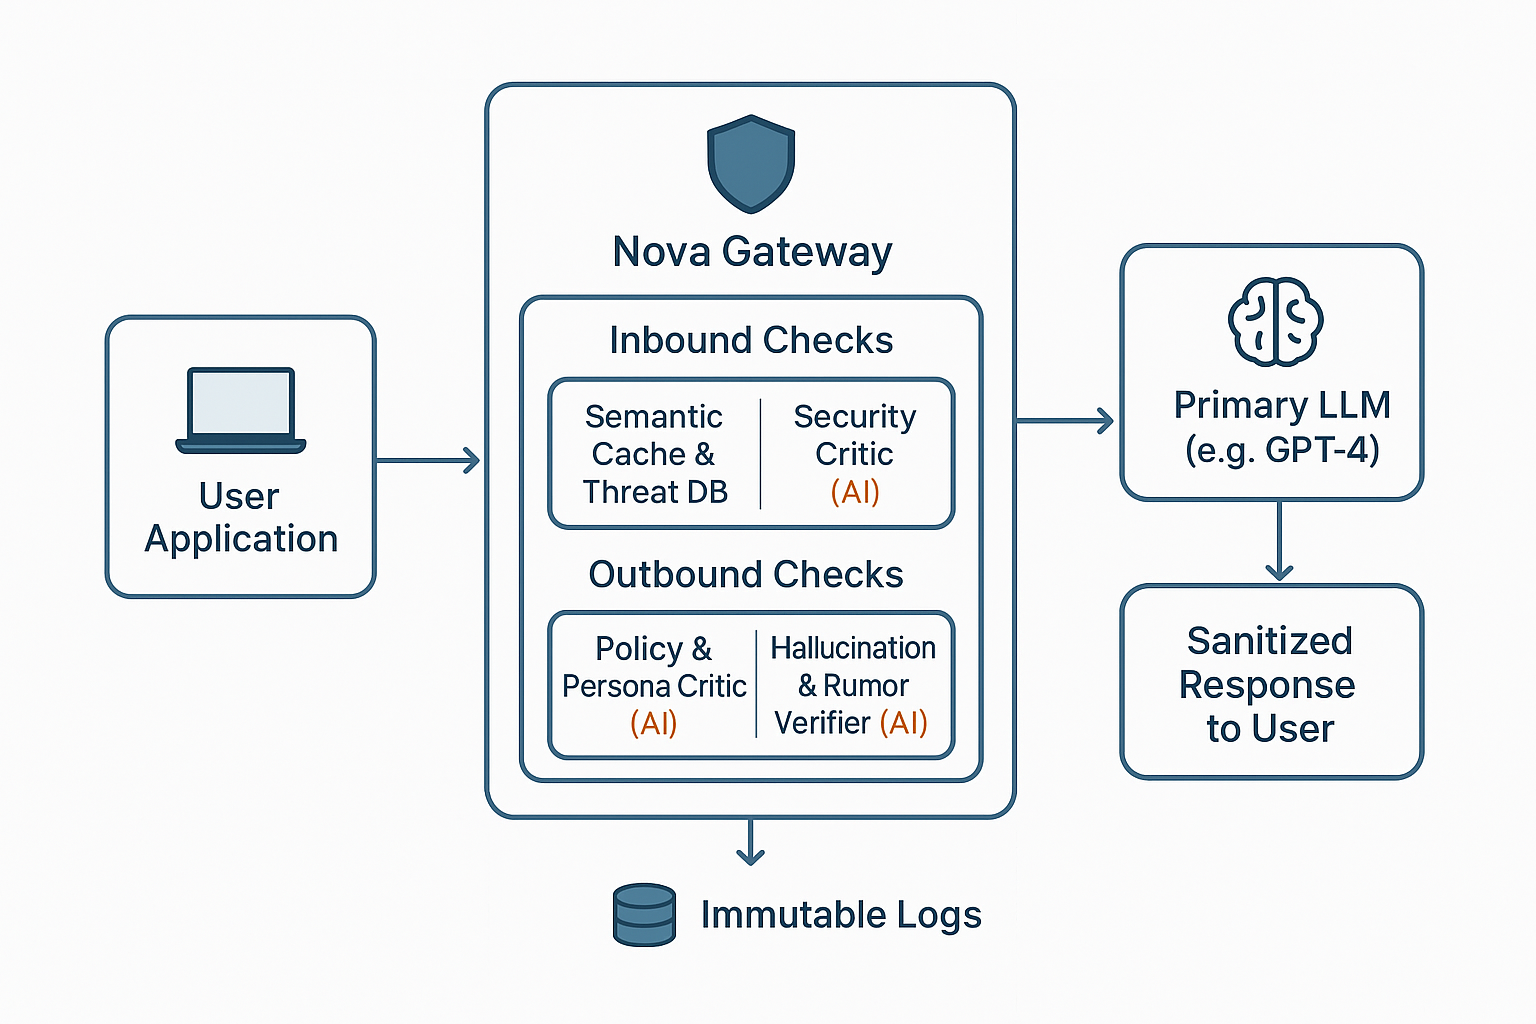 Nova Gateway
Inbound Checks
Semantic
Cache &
Threat DB
Security
Critic
(AI)
Outbound Checks
Policy &
Persona Critic
(AI)
Hallucination
& Rumor
Verifier (AI)
User
Application
Primary LLM
(e.g. GPT-4)
Sanitized
Response
to User
Immutable Logs